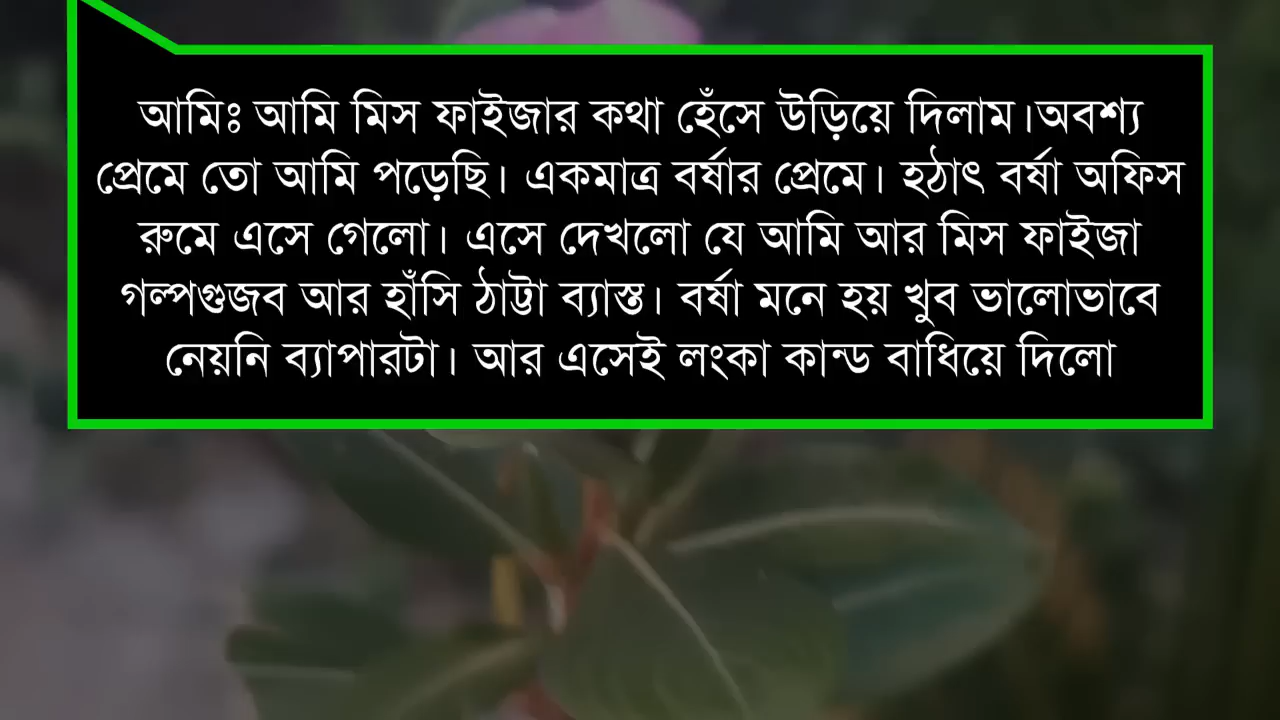 আমিঃ আমি মিস ফাইজার কথা হেঁসে উড়িয়ে দিলাম।অবশ্য
প্রেমে তো আমি পড়েছি। একমাত্র বর্ষার প্রেমে। হঠাৎ বর্ষা অফিস
রুমে এসে গেলো। এসে দেখলো যে আমি আর মিস ফাইজা
গল্পগুজব আর হাঁসি ঠাট্টা ব্যাস্ত। বর্ষা মনে হয় খুব ভালোভাবে
নেয়নি ব্যাপারটা। আর এসেই লংকা কান্ড বাধিয়ে দিলো